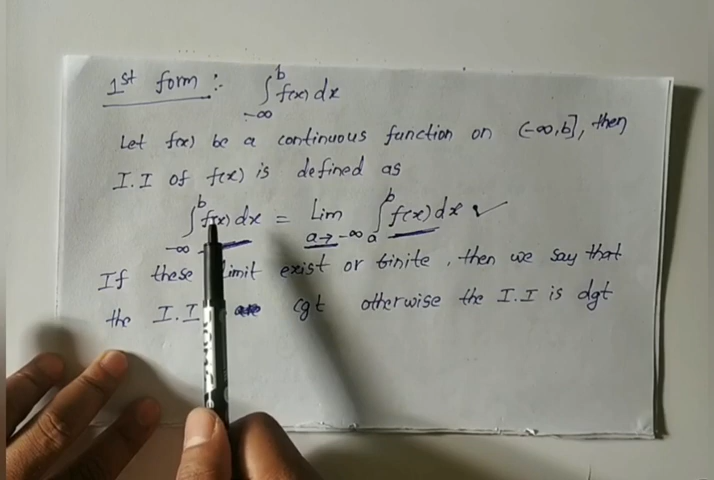 1st form :- ∫_{-∞}^{b} f(x) dx
Let f(x) be a continuous function on (-∞, b], then
I.I of f(x) is defined as
∫_{-∞}^{b} f(x) dx = Lim_{a→-∞} ∫_{a}^{b} f(x) dx ✓
If these limit exist or finite, then we say that
the I.I cgt otherwise the I.I is dgt